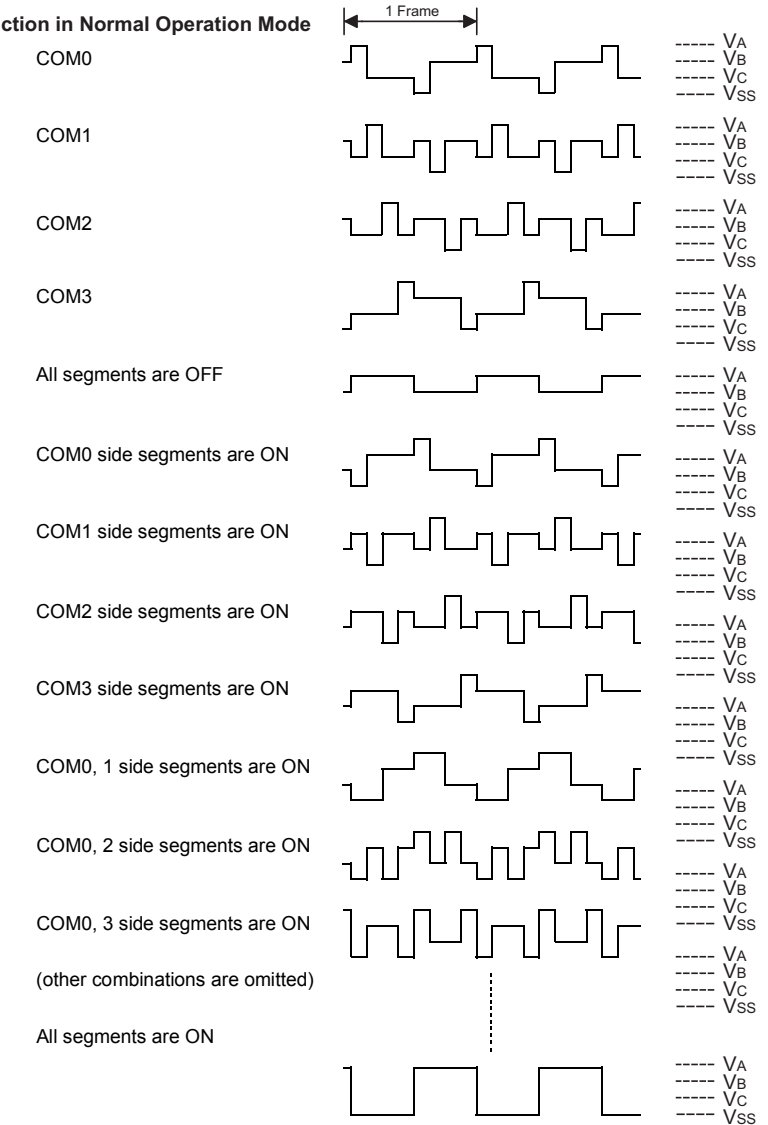 ction in Normal Operation Mode
1 Frame
COM0
VA
VB
VC
VSS
COM1
VA
VB
VC
VSS
COM2
VA
VB
VC
VSS
COM3
VA
VB
VC
VSS
All segments are OFF
VA
VB
VC
VSS
COM0 side segments are ON
VA
VB
VC
VSS
COM1 side segments are ON
VA
VB
VC
VSS
COM2 side segments are ON
VA
VB
VC
VSS
COM3 side segments are ON
VA
VB
VC
VSS
COM0, 1 side segments are ON
VA
VB
VC
VSS
COM0, 2 side segments are ON
VA
VB
VC
VSS
COM0, 3 side segments are ON
VA
VB
VC
VSS
(other combinations are omitted)
All segments are ON
VA
VB
VC
VSS